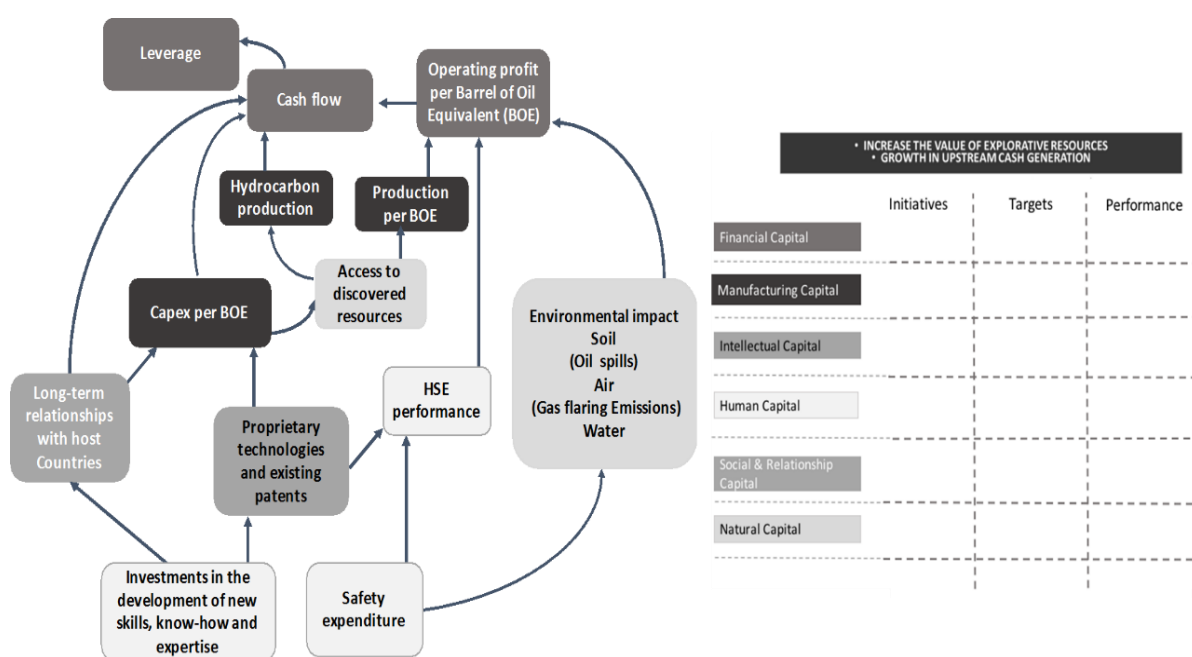 Leverage
Cash flow
Operating profit
per Barrel of Oil
Equivalent (BOE)
Hydrocarbon
production
Production
per BOE
Access to
discovered
resources
Capex per BOE
Environmental impact
Soil
(Oil spills)
Air
(Gas flaring Emissions)
Water
Long-term
relationships
with host
Countries
Proprietary
technologies
and existing
patents
HSE
performance
Investments in the
development of new
skills, know-how and
expertise
Safety
expenditure
• INCREASE THE VALUE OF EXPLORATIVE RESOURCES
• GROWTH IN UPSTREAM CASH GENERATION
Initiatives Targets Performance
Financial Capital
Manufacturing Capital
Intellectual Capital
Human Capital
Social & Relationship
Capital
Natural Capital